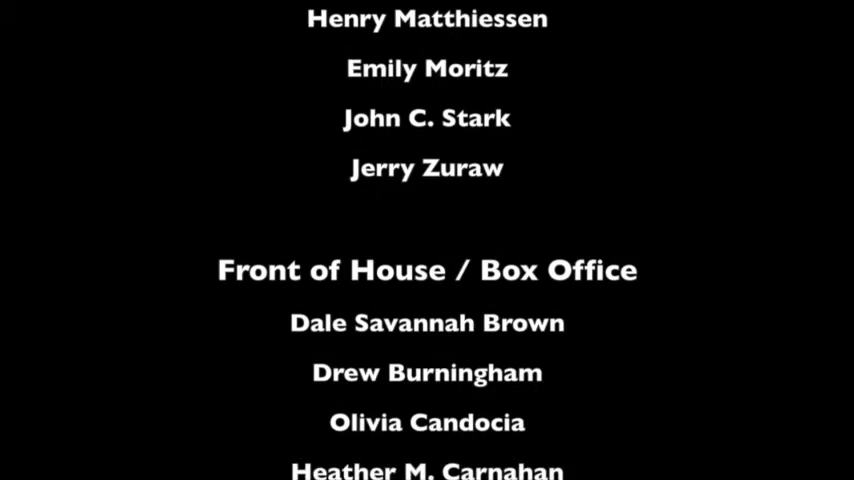 Henry Matthiessen
Emily Moritz
John C. Stark
Jerry Zuraw
Front of House / Box Office
Dale Savannah Brown
Drew Burningham
Olivia Candocia
Heather M. Carnahan